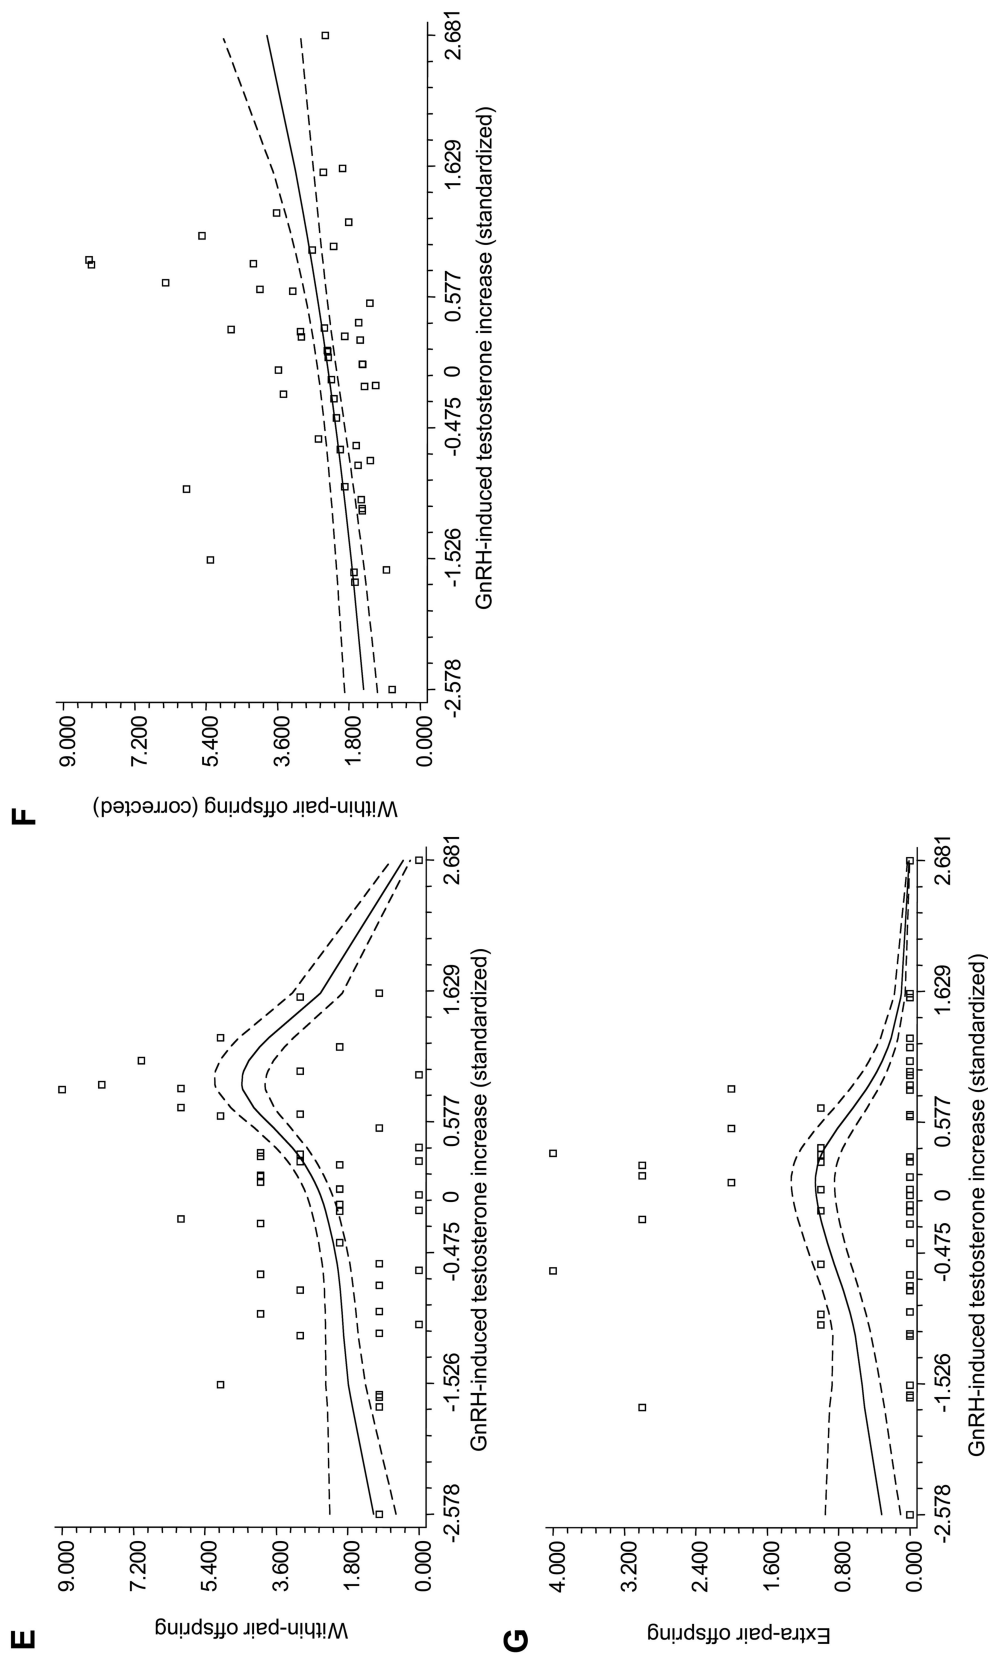 E
Within-pair offspring
9.000
7.200
5.400
3.600
1.800
0.000
-2.578 -1.526 -0.475 0 0.577 1.629 2.681
GnRH-induced testosterone increase (standardized)
F
Within-pair offspring (corrected)
9.000
7.200
5.400
3.600
1.800
0.000
-2.578 -1.526 -0.475 0 0.577 1.629 2.681
GnRH-induced testosterone increase (standardized)
G
Extra-pair offspring
4.000
3.200
2.400
1.600
0.800
0.000
-2.578 -1.526 -0.475 0 0.577 1.629 2.681
GnRH-induced testosterone increase (standardized)